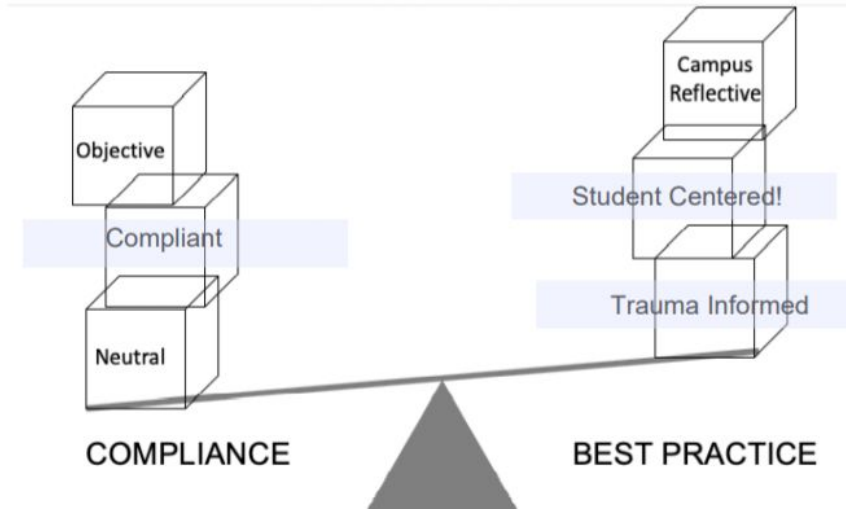 Objective
Compliant
Neutral
COMPLIANCE
Campus
Reflective
Student Centered!
Trauma Informed
BEST PRACTICE